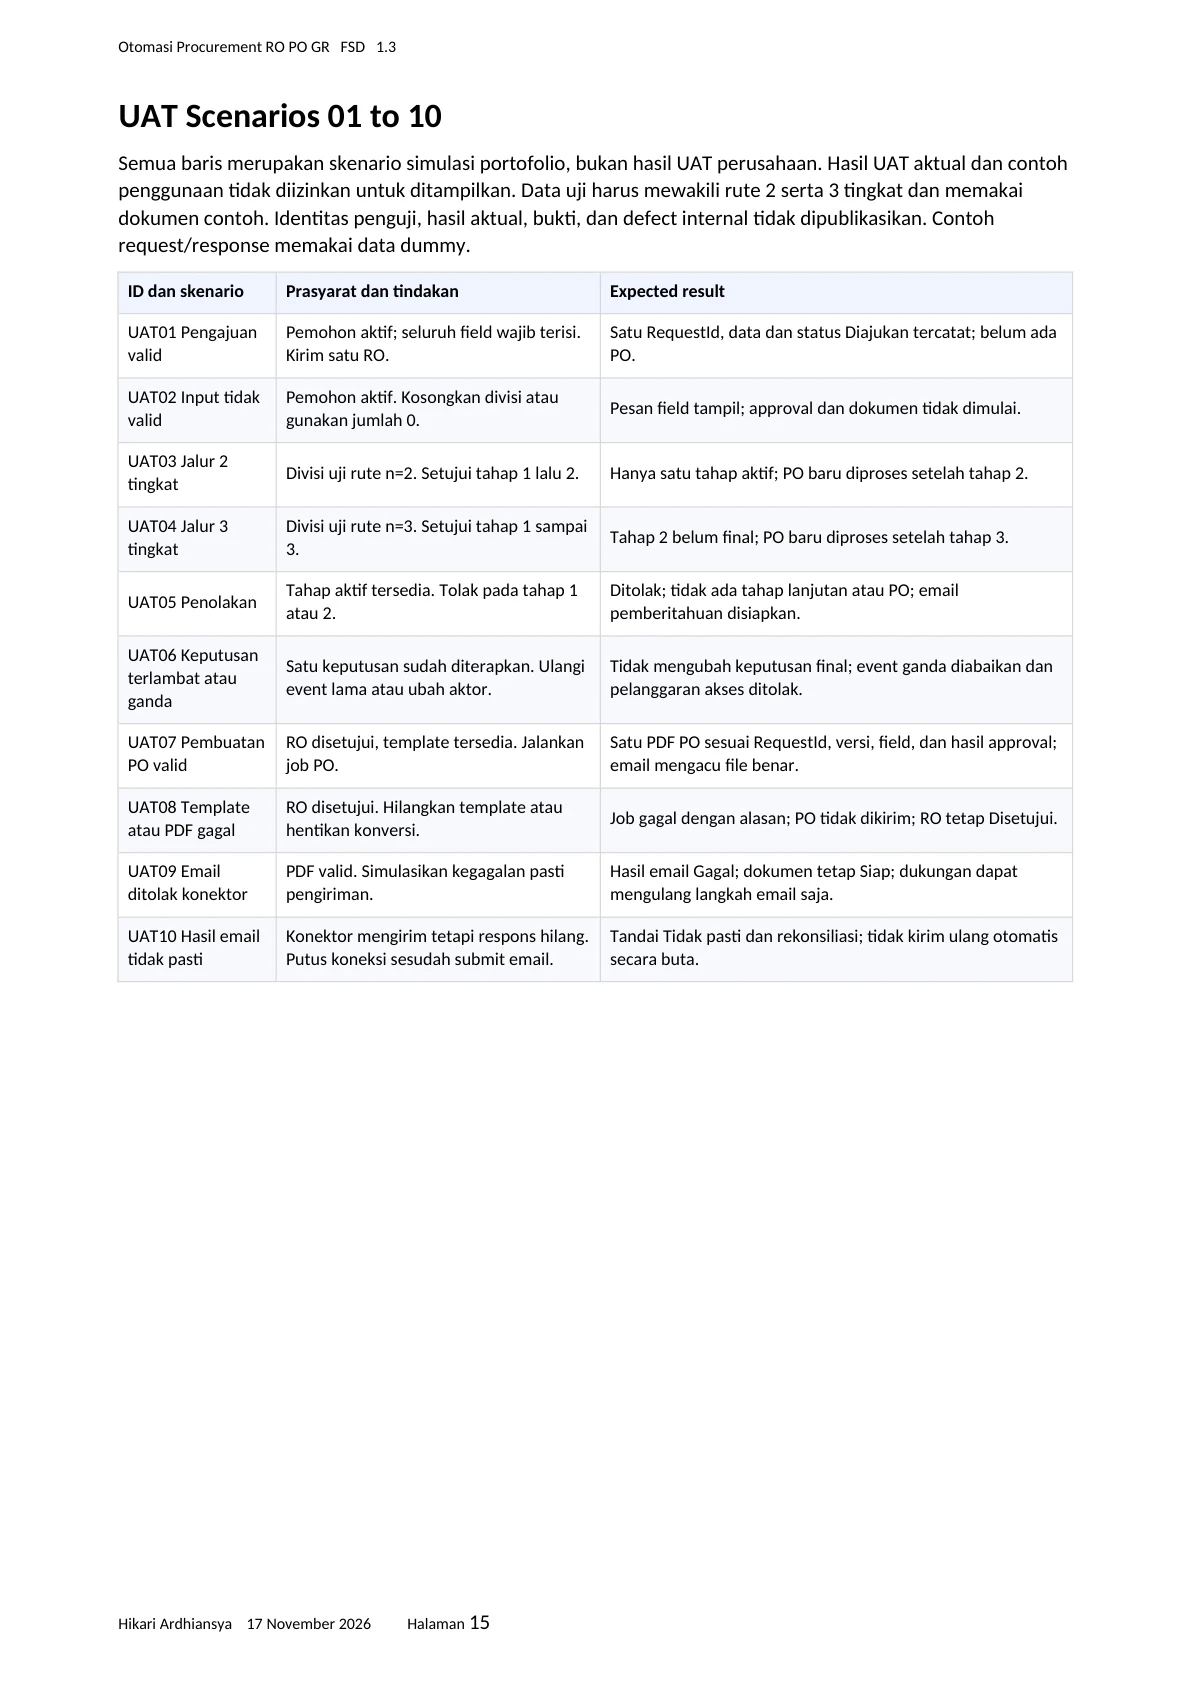 Otomasi Procurement RO PO GR FSD 1.3
UAT Scenarios 01 to 10
Semua baris merupakan skenario simulasi portofolio, bukan hasil UAT perusahaan. Hasil UAT aktual dan contoh
penggunaan tidak diizinkan untuk ditampilkan. Data uji harus mewakili rute 2 serta 3 tingkat dan memakai
dokumen contoh. Identitas penguji, hasil aktual, bukti, dan defect internal tidak dipublikasikan. Contoh
request/response memakai data dummy.
ID dan skenario
Prasyarat dan tindakan
Expected result
UAT01 Pengajuan
valid
Pemohon aktif; seluruh field wajib terisi.
Kirim satu RO.
Satu RequestId, data dan status Diajukan tercatat; belum ada
PO.
UAT02 Input tidak
valid
Pemohon aktif. Kosongkan divisi atau
gunakan jumlah 0.
Pesan field tampil; approval dan dokumen tidak dimulai.
UAT03 Jalur 2
tingkat
Divisi uji rute n=2. Setujui tahap 1 lalu 2.
Hanya satu tahap aktif; PO baru diproses setelah tahap 2.
UAT04 Jalur 3
tingkat
Divisi uji rute n=3. Setujui tahap 1 sampai
3.
Tahap 2 belum final; PO baru diproses setelah tahap 3.
UAT05 Penolakan
Tahap aktif tersedia. Tolak pada tahap 1
atau 2.
Ditolak; tidak ada tahap lanjutan atau PO; email
pemberitahuan disiapkan.
UAT06 Keputusan
terlambat atau
ganda
Satu keputusan sudah diterapkan. Ulangi
event lama atau ubah aktor.
Tidak mengubah keputusan final; event ganda diabaikan dan
pelanggaran akses ditolak.
UAT07 Pembuatan
PO valid
RO disetujui, template tersedia. Jalankan
job PO.
Satu PDF PO sesuai RequestId, versi, field, dan hasil approval;
email mengacu file benar.
UAT08 Template
atau PDF gagal
RO disetujui. Hilangkan template atau
hentikan konversi.
Job gagal dengan alasan; PO tidak dikirim; RO tetap Disetujui.
UAT09 Email
ditolak konektor
PDF valid. Simulasikan kegagalan pasti
pengiriman.
Hasil email Gagal; dokumen tetap Siap; dukungan dapat
mengulang langkah email saja.
UAT10 Hasil email
tidak pasti
Konektor mengirim tetapi respons hilang.
Putus koneksi sesudah submit email.
Tandai Tidak pasti dan rekonsiliasi; tidak kirim ulang otomatis
secara buta.
Hikari Ardhiansya 17 November 2026 Halaman 15